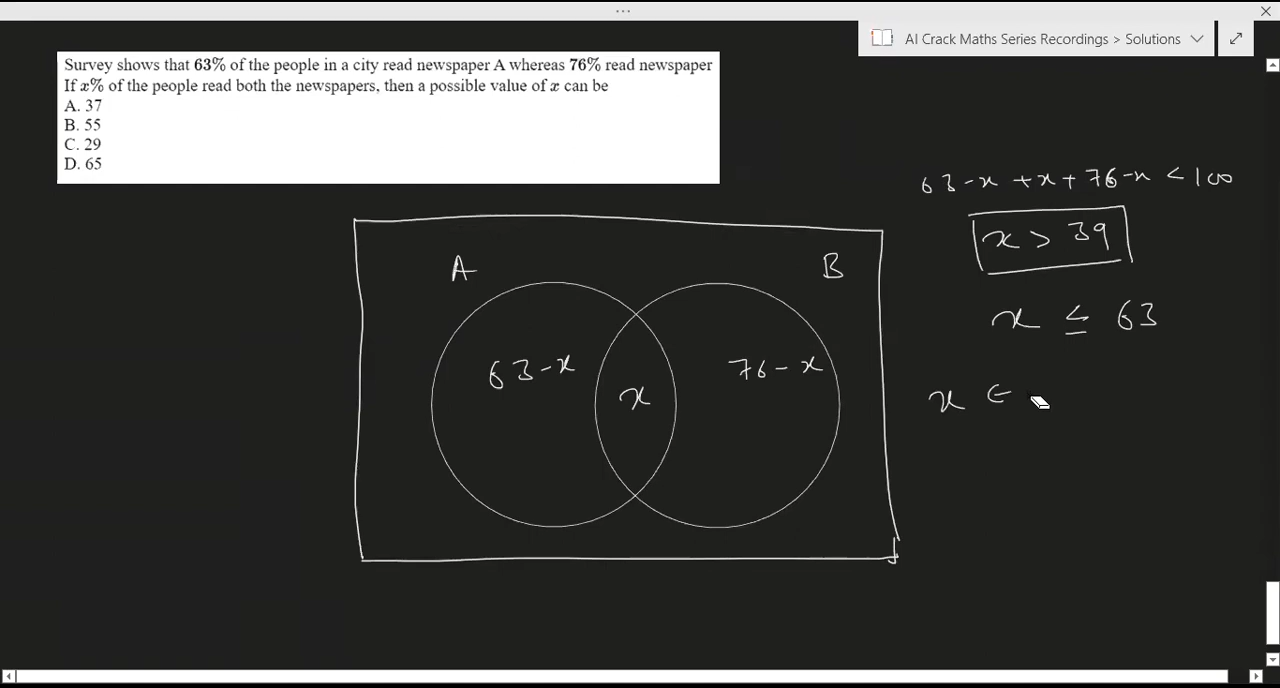 AI Crack Maths Series Recordings > Solutions
Survey shows that 63% of the people in a city read newspaper A whereas 76% read newspaper
If x% of the people read both the newspapers, then a possible value of x can be
A. 37
B. 55
C. 29
D. 65
63-x +x+ 76-x < 100
x > 39
x ≤ 63
x ∈
A
B
63-x
x
76-x